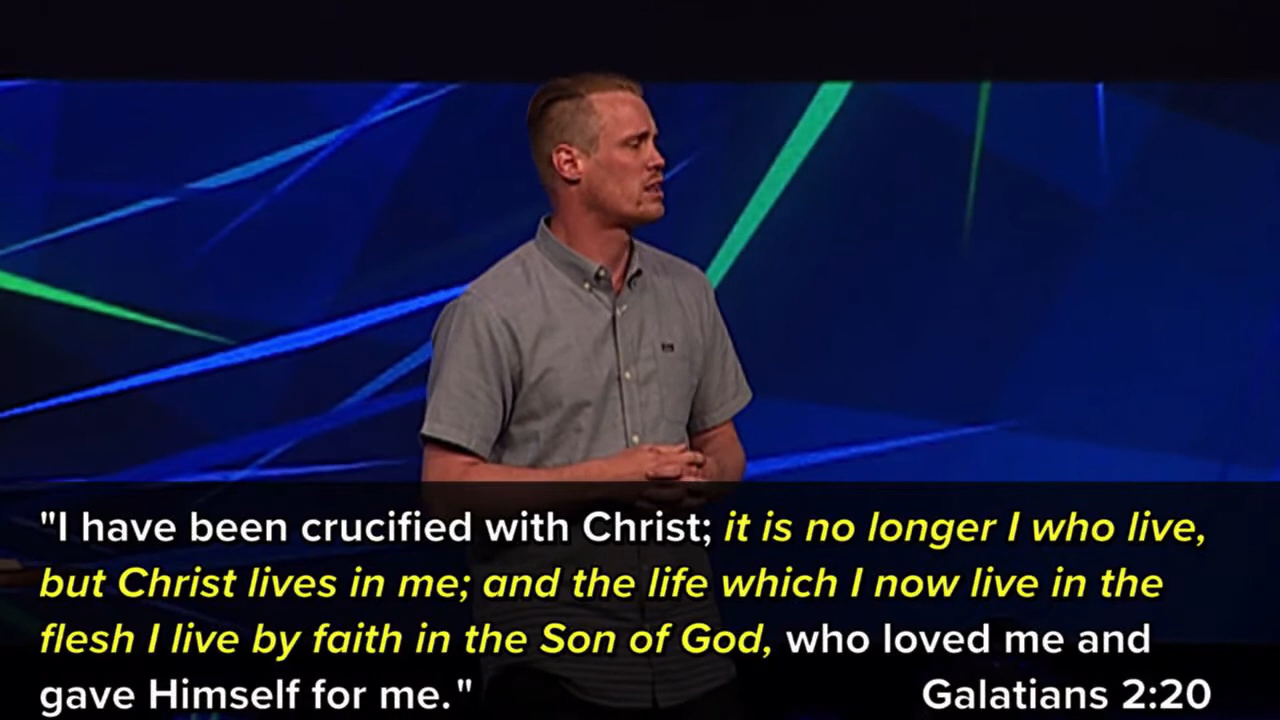 "I have been crucified with Christ; it is no longer I who live,
but Christ lives in me; and the life which I now live in the
flesh I live by faith in the Son of God, who loved me and
gave Himself for me." Galatians 2:20